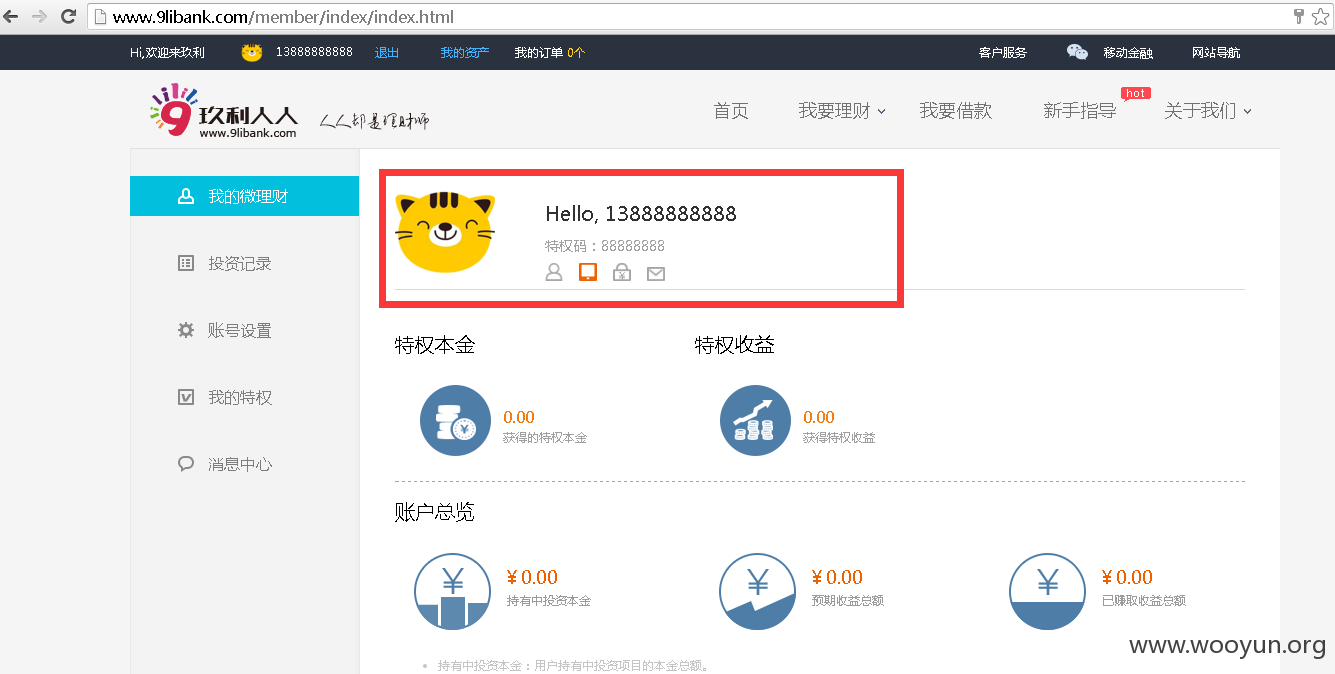 www.9libank.com/member/index/index.html
Hi,欢迎来玖利 13888888888 退出 我的资产 我的订单 0个 客户服务 移动金融 网站导航
玖利人人
www.9libank.com
人人都是理财师
首页 我要理财 我要借款 新手指导 hot 关于我们
我的微理财
投资记录
账号设置
我的特权
消息中心
Hello, 13888888888
特权码：88888888
特权本金 特权收益
0.00 0.00
获得的特权本金 获得特权收益
账户总览
¥ 0.00 ¥ 0.00 ¥ 0.00
持有中投资本金 预期收益总额 已赚取收益总额
持有中投资本金：用户持有中投资项目的本金总额。
www.wooyun.org